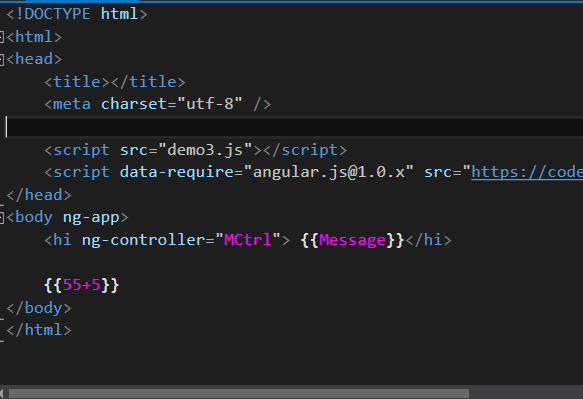 <!DOCTYPE html>
<html>
<head>
    <title></title>
    <meta charset="utf-8" />
    <script src="demo3.js"></script>
    <script data-require="angular.js@1.0.x" src="https://code
</head>
<body ng-app>
    <hi ng-controller="MCtrl"> {{Message}}</hi>
    {{55+5}}
</body>
</html>